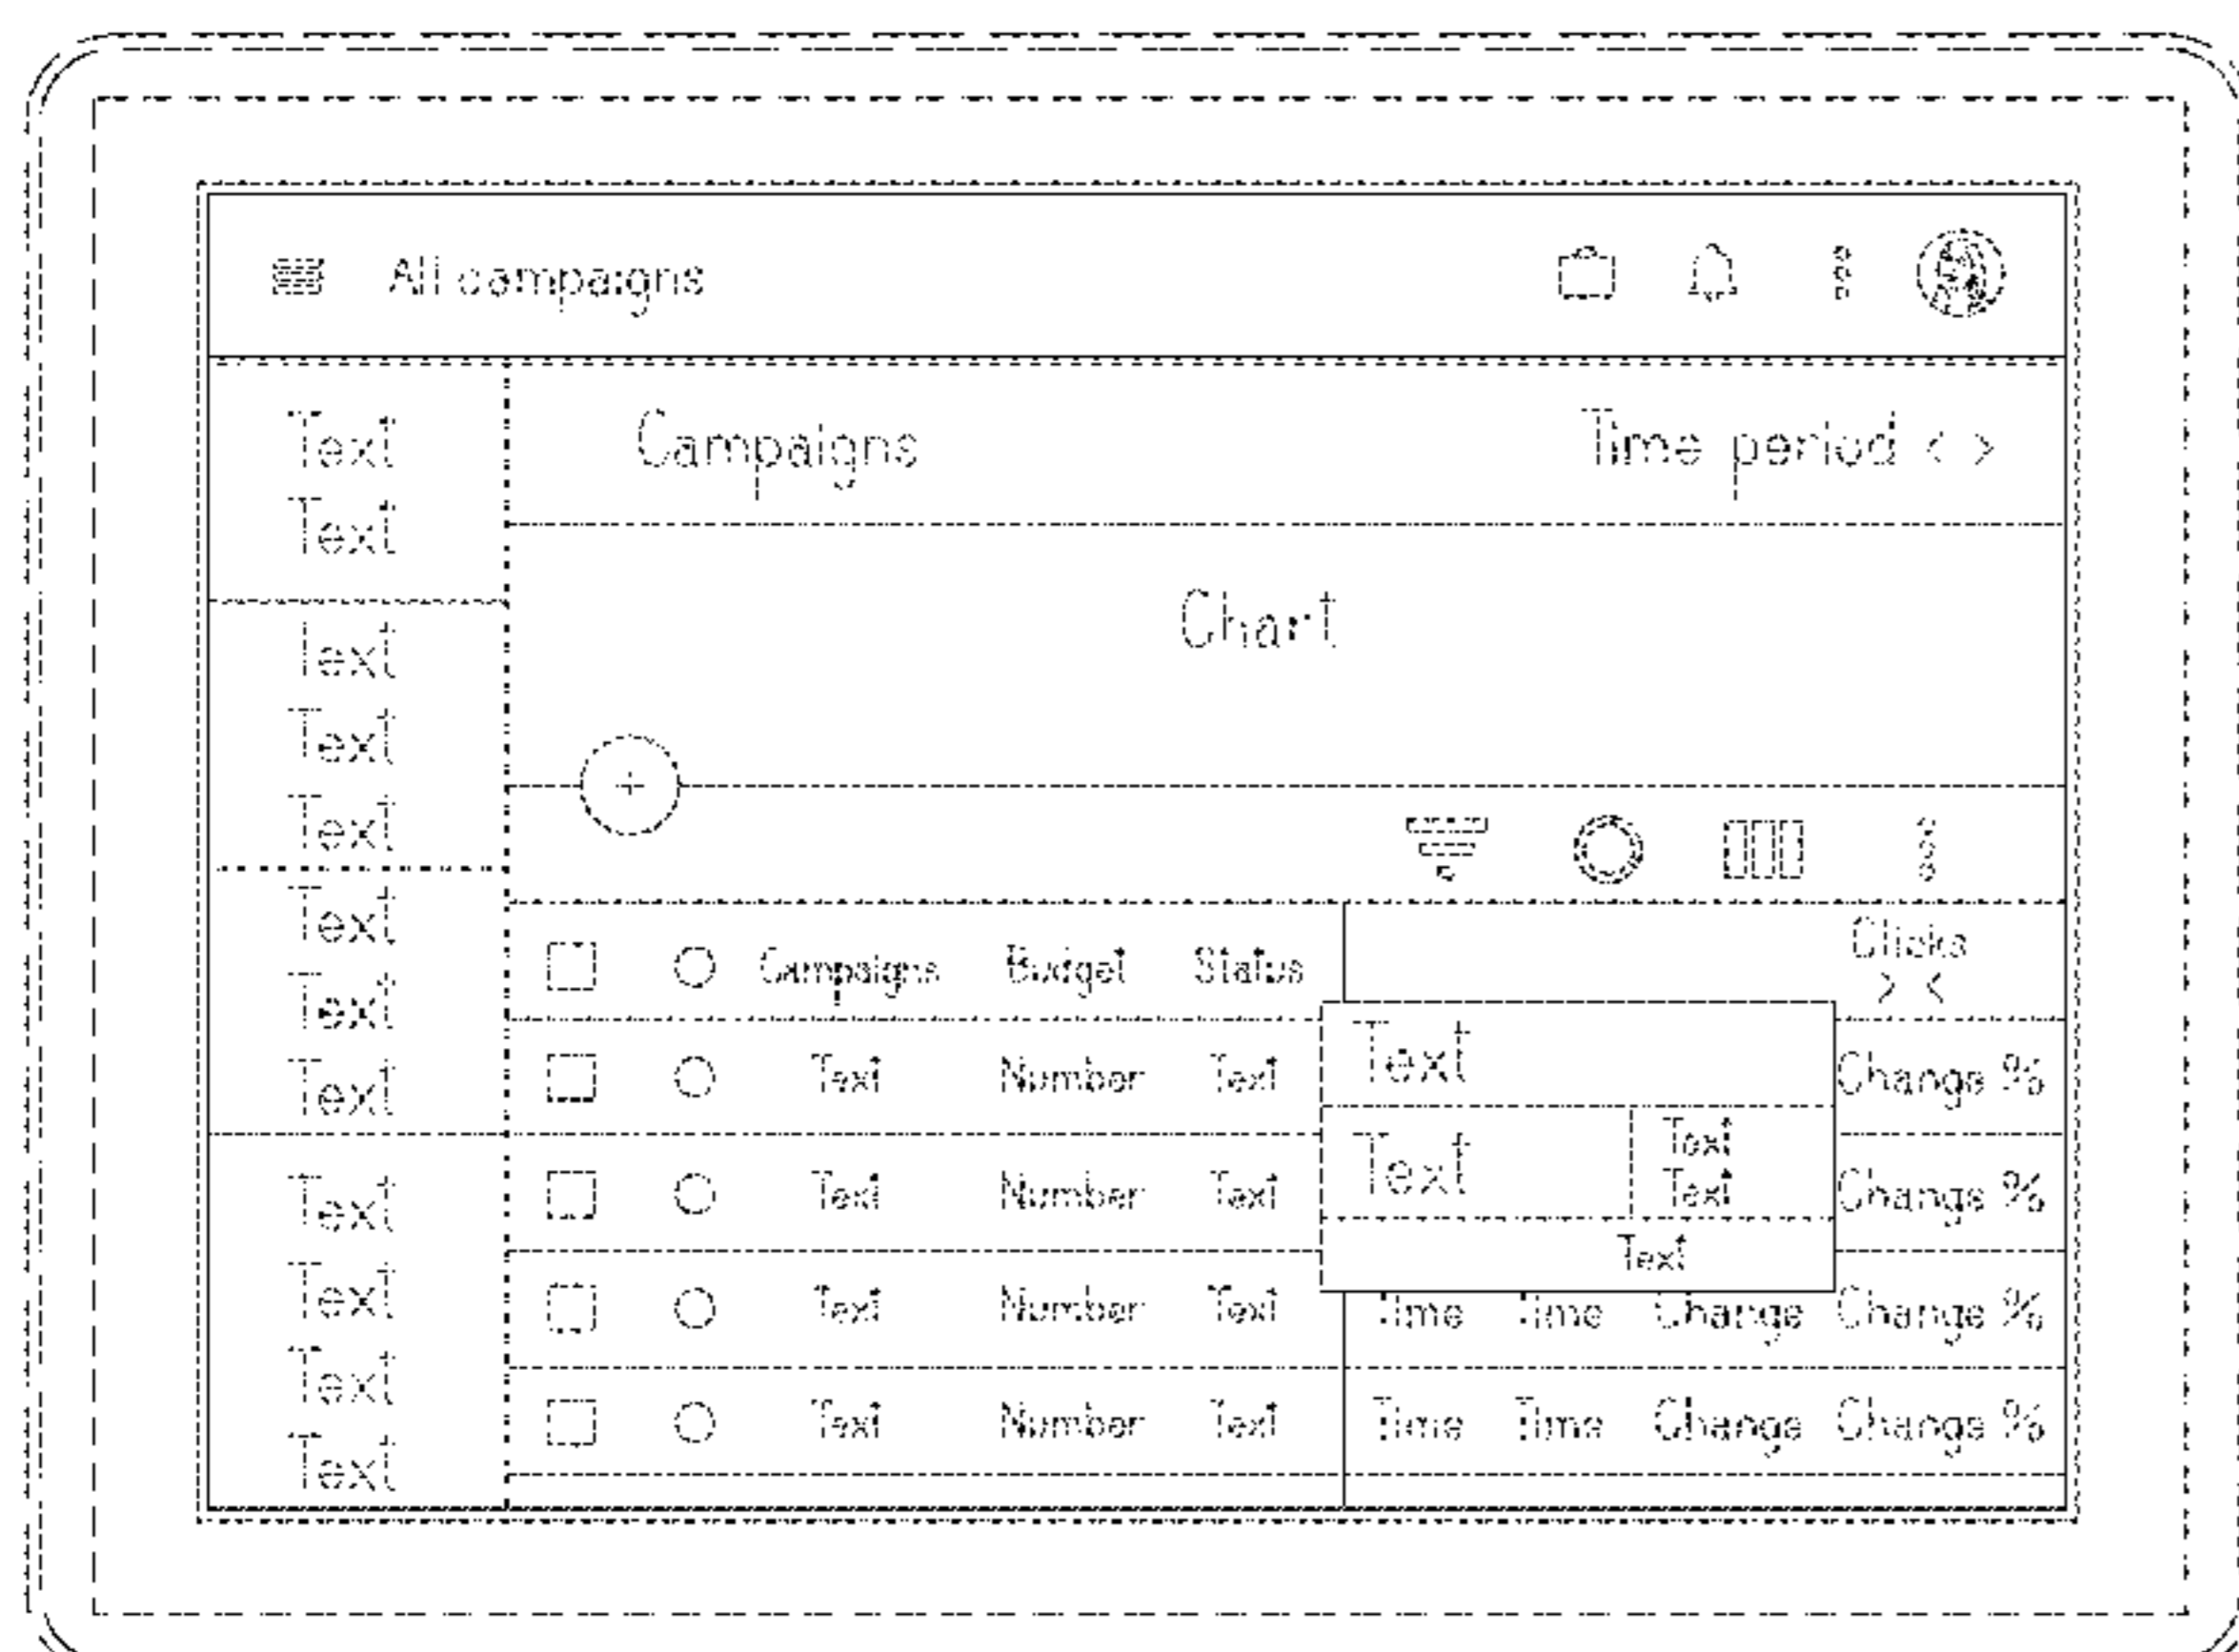 All campaigns
Text
Text
Text
Text
Text
Text
Text
Text
Text
Text
Text
Text
Campaigns
Time period < >
Chart
Campaigns Budget Status Clicks
> <
Text Number Text Change %
Text Number Text Change %
Text Number Text Time Time Change Change %
Text Number Text Time Time Change Change %
Text
Text
Text
Text
Text